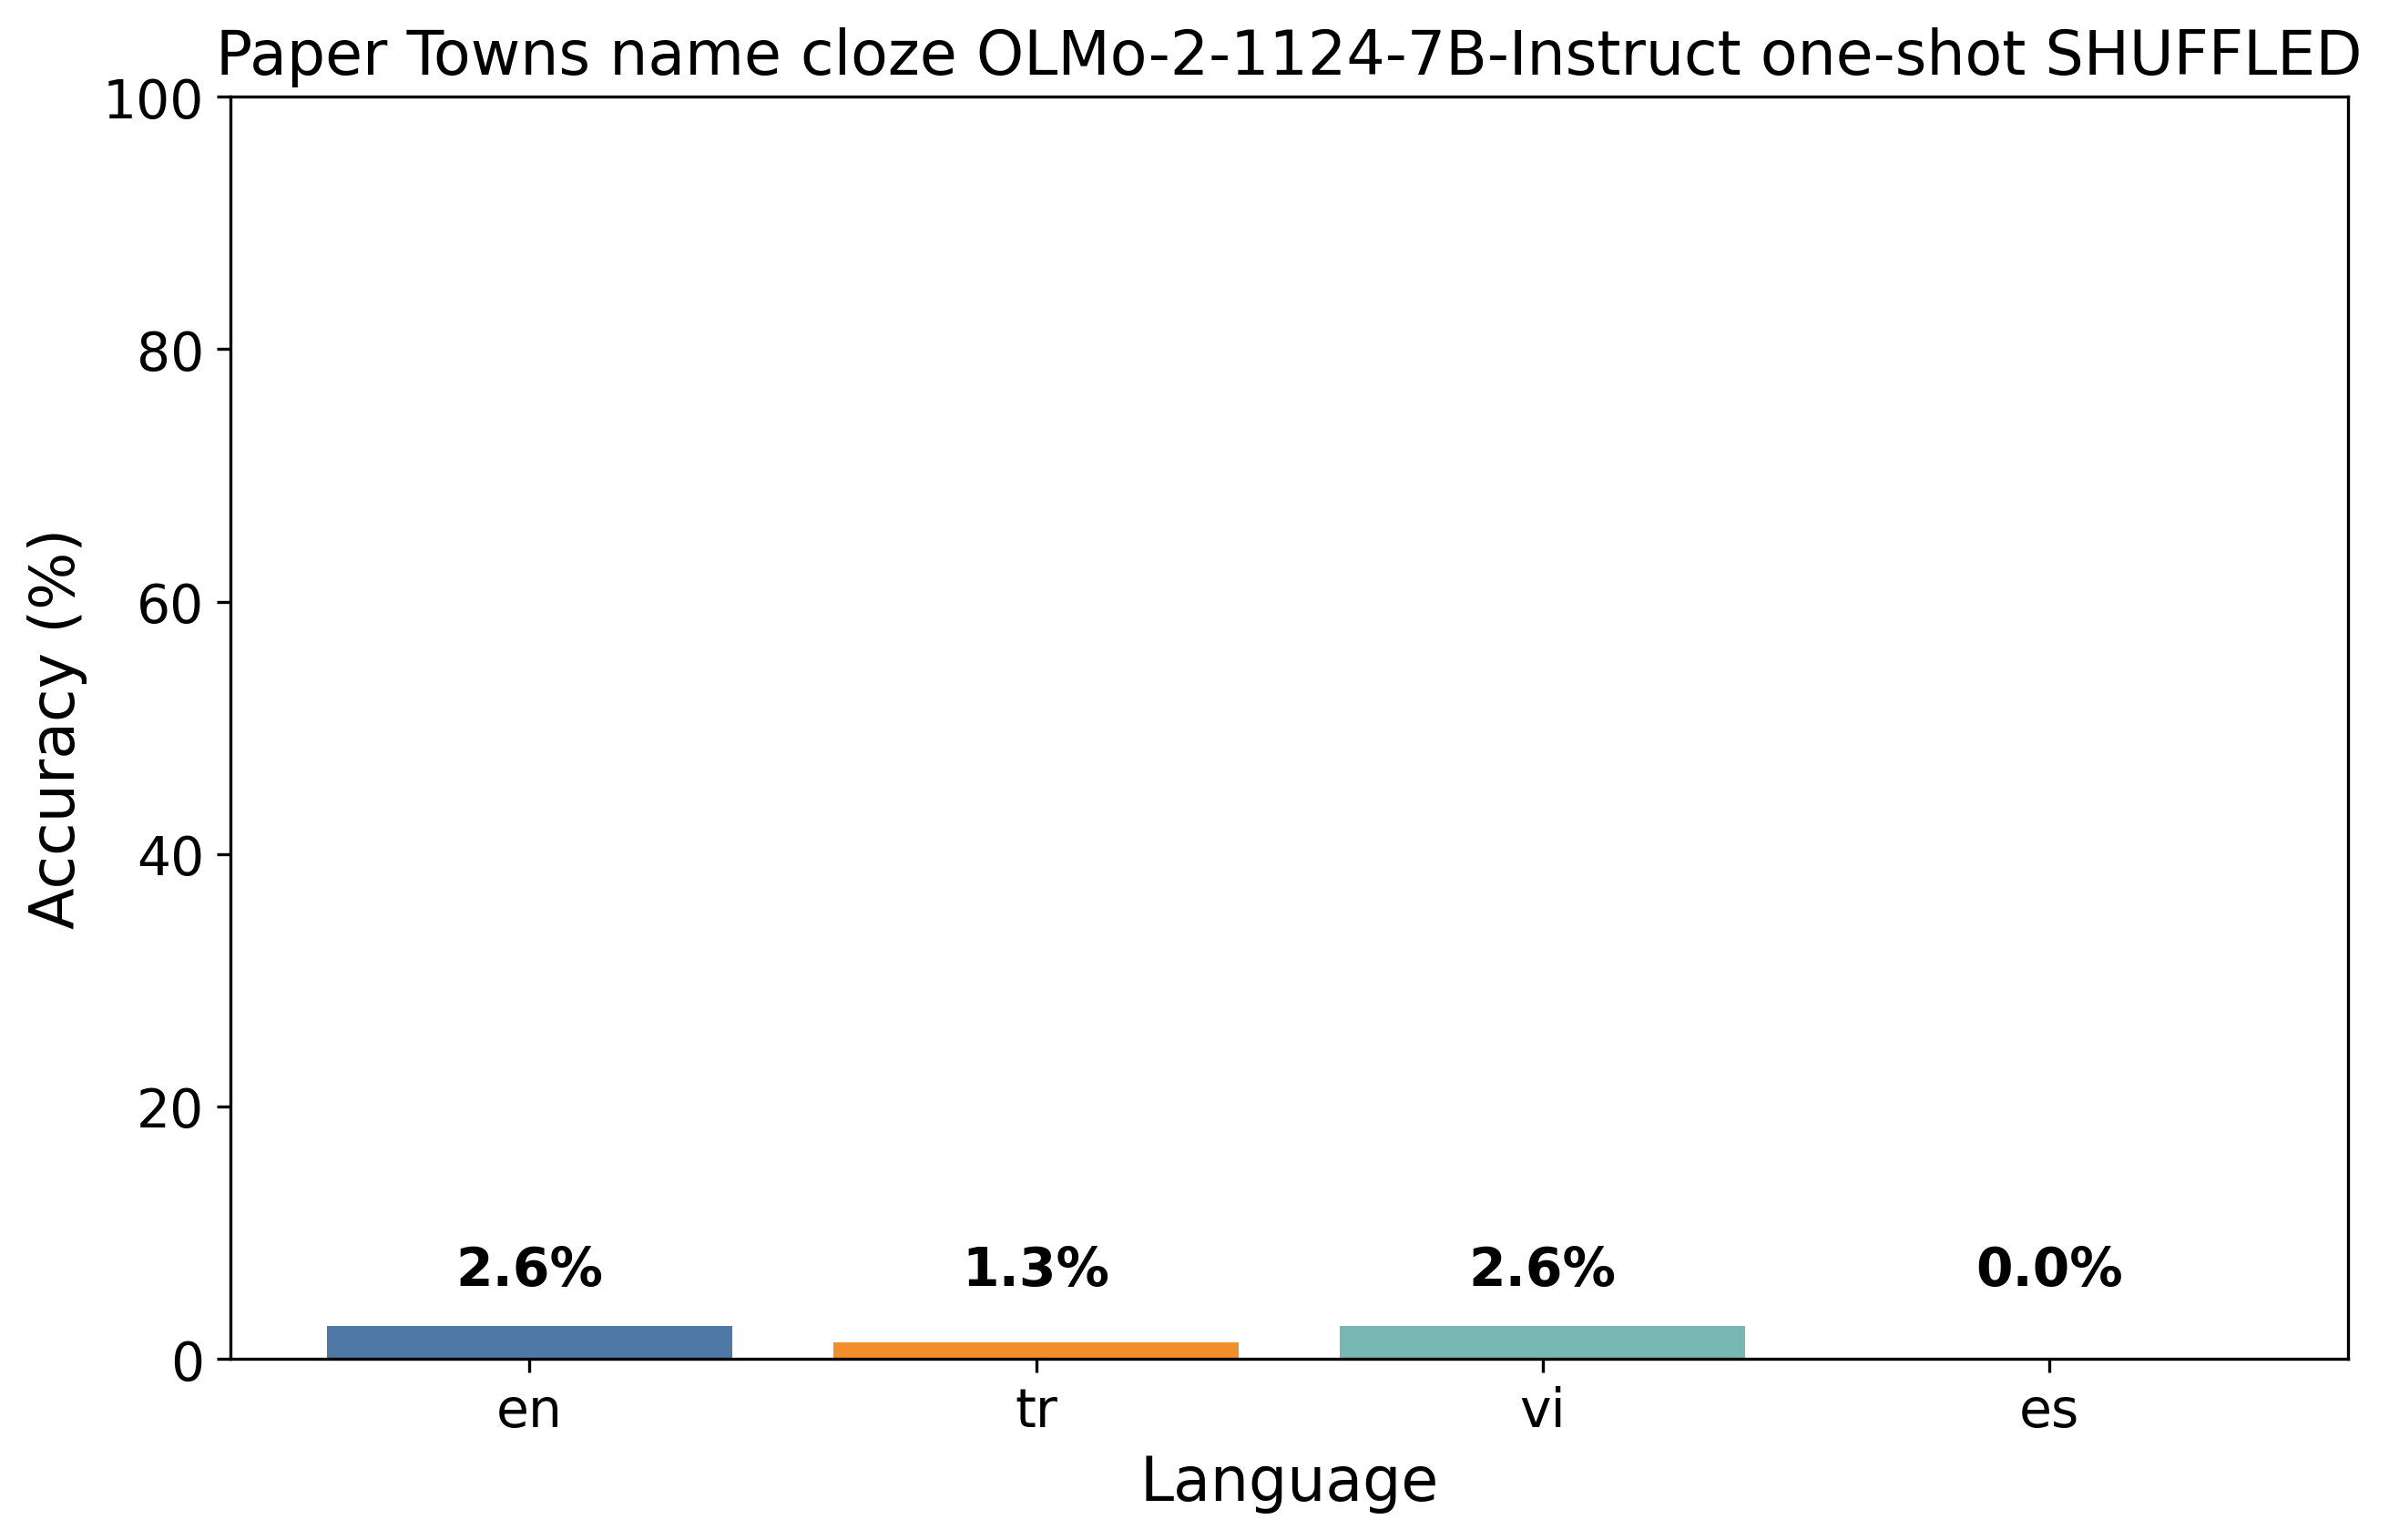 Paper Towns name cloze OLMo-2-1124-7B-Instruct one-shot SHUFFLED
100
80
60
40
20
0
Accuracy (%)
2.6%
1.3%
2.6%
0.0%
en
tr
vi
es
Language